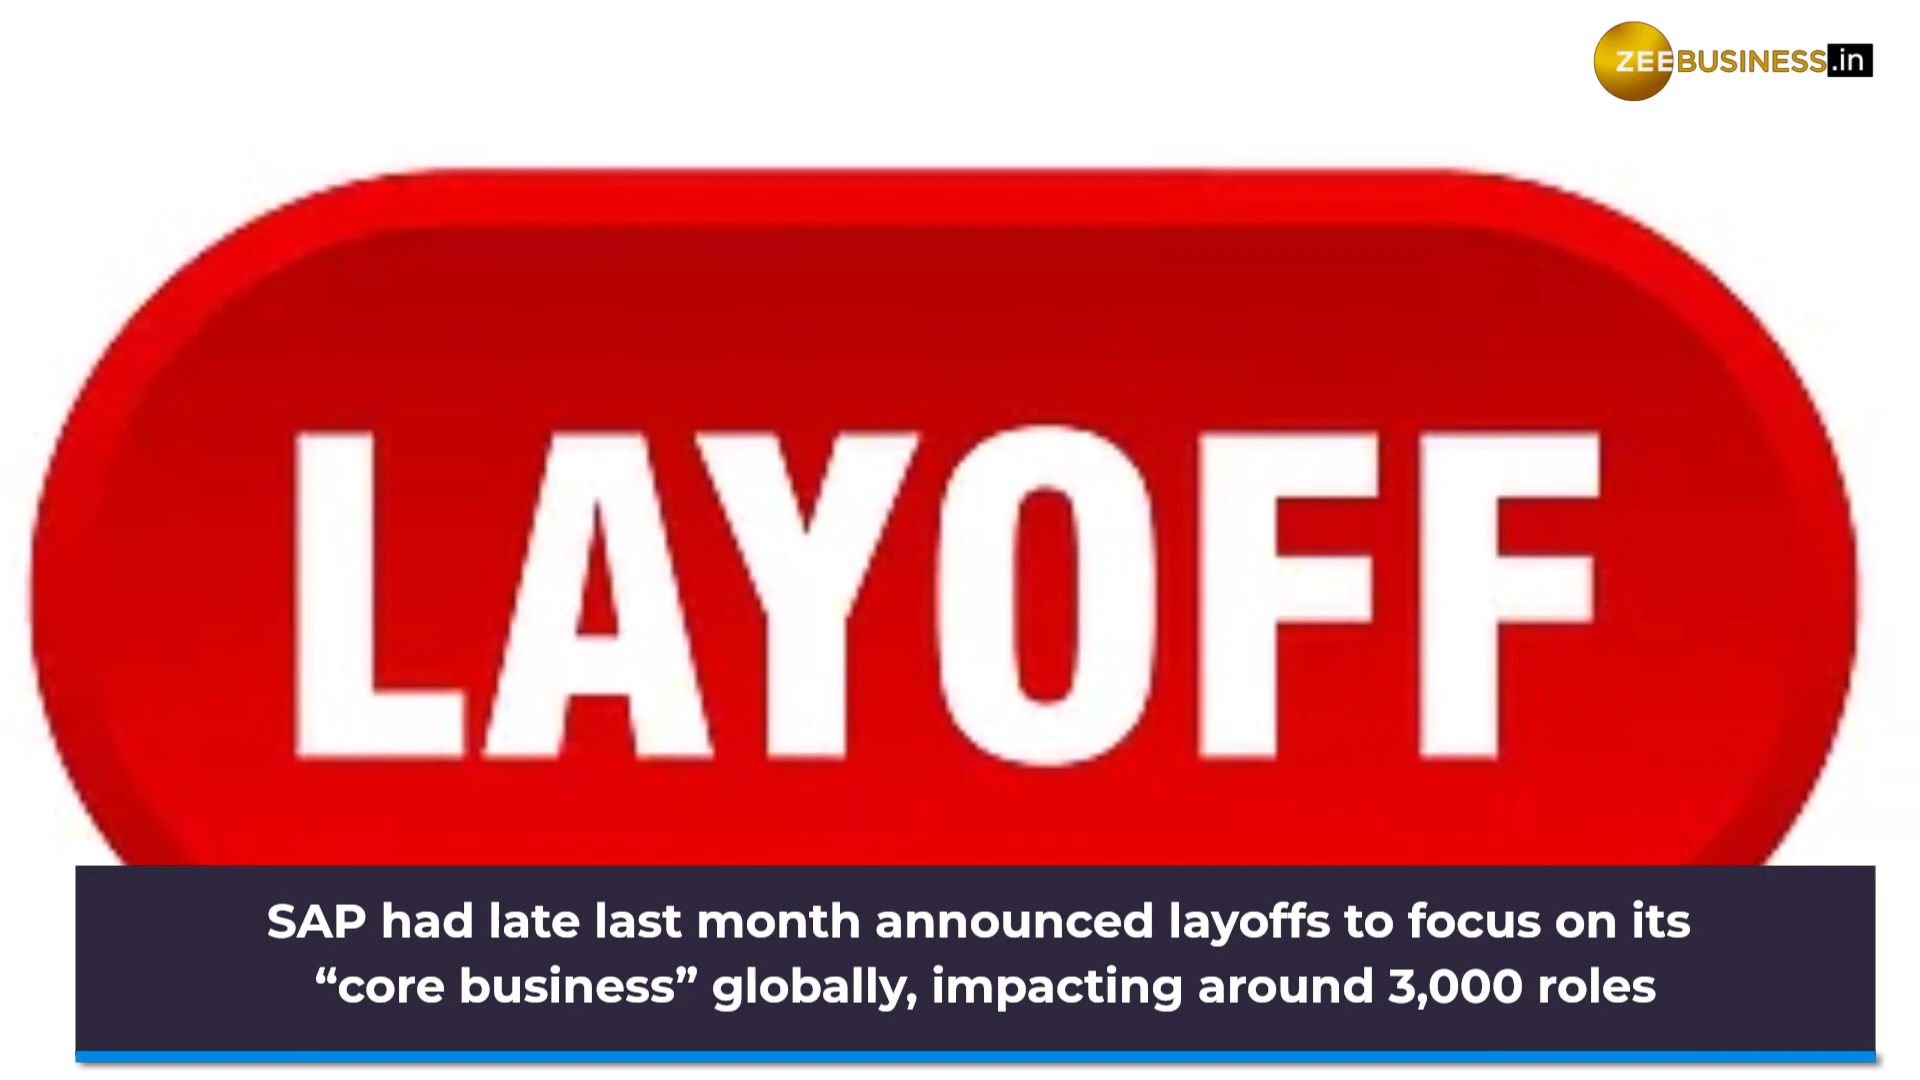 ZEEBUSINESS.in
LAYOFF
SAP had late last month announced layoffs to focus on its
“core business” globally, impacting around 3,000 roles